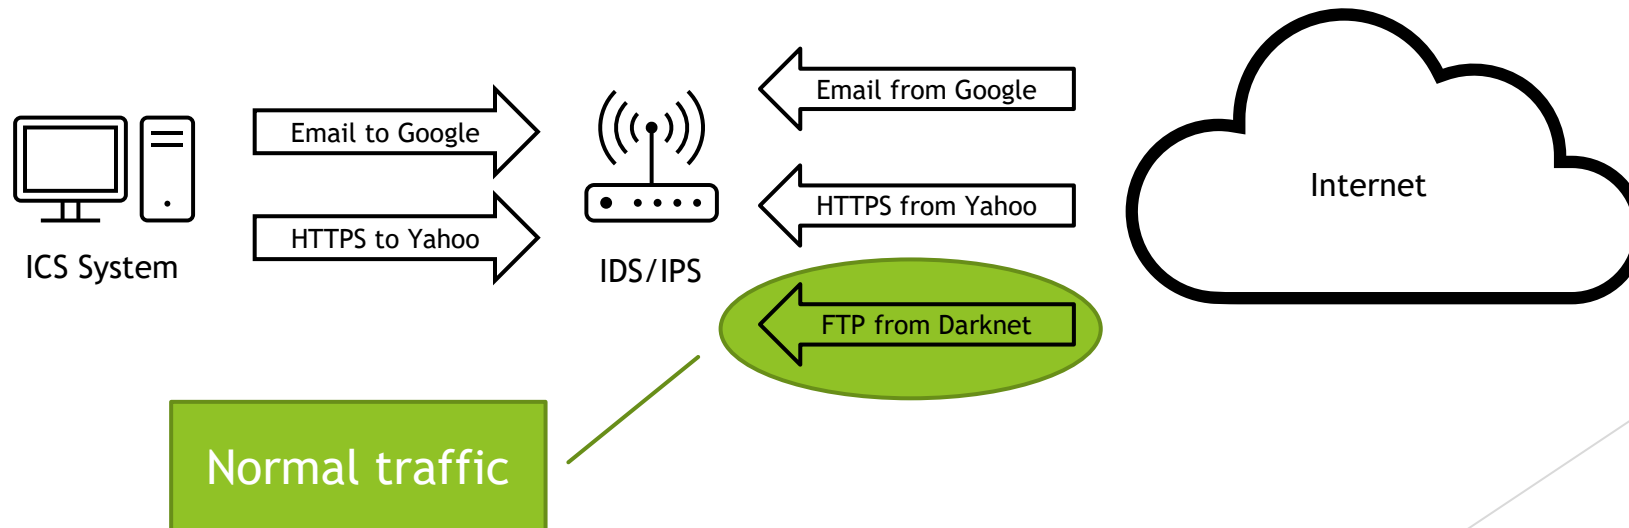 Email to Google
HTTPS to Yahoo
ICS System
IDS/IPS
Email from Google
HTTPS from Yahoo
FTP from Darknet
Internet
Normal traffic